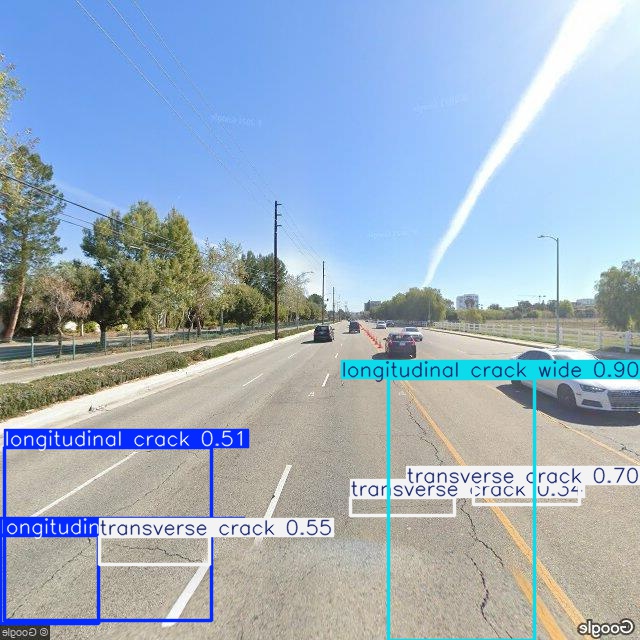 longitudinal crack wide 0.90
longitudinal crack 0.51
transverse crack 0.70
transverse crack 0.34
longitudin
transverse crack 0.55
© Google
Google